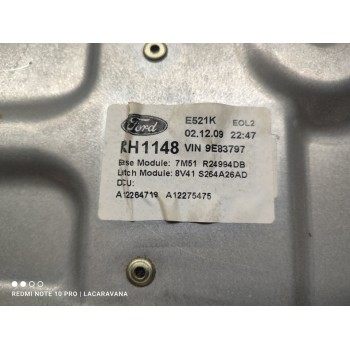 Ford
E521K EOL2
02.12.09 22:47
RH1148 VIN 9E83797
Base Module: 7M51 R24994DB
Latch Module: 8V41 S264A26AD
DCU:
A12264719 A12275475
REDMI NOTE 10 PRO | LACARAVANA